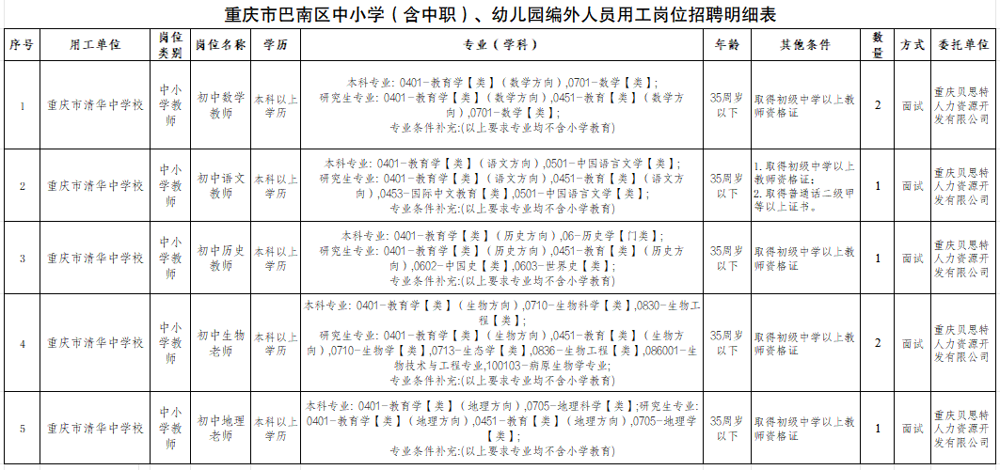 重庆市巴南区中小学（含中职）、幼儿园编外人员用工岗位招聘明细表
序号 用工单位 岗位类别 岗位名称 学历 专业（学科） 年龄 其他条件 数量 方式 委托单位
1 重庆市清华中学校 中小学教师 初中数学教师 本科以上学历
本科专业: 0401-教育学【类】(数学方向),0701-数学【类】;
研究生专业: 0401-教育学【类】(数学方向),0451-教育【类】(数学方
向),0701-数学【类】;
专业条件补充:(以上要求专业均不含小学教育)
35周岁以下 取得初级中学以上教师资格证 2 面试 重庆贝思特人力资源开发有限公司
2 重庆市清华中学校 中小学教师 初中语文教师 本科以上学历
本科专业: 0401-教育学【类】(语文方向),0501-中国语言文学【类】;
研究生专业: 0401-教育学【类】(语文方向),0451-教育【类】(语文方
向),0453-国际中文教育【类】,0501-中国语言文学【类】;
专业条件补充:(以上要求专业均不含小学教育)
35周岁以下
1.取得初级中学以上
教师资格证;
2.取得普通话二级甲
等以上证书。
1 面试 重庆贝思特人力资源开发有限公司
3 重庆市清华中学校 中小学教师 初中历史教师 本科以上学历
本科专业: 0401-教育学【类】(历史方向),06-历史学【门类】;
研究生专业: 0401-教育学【类】(历史方向),0451-教育【类】(历史方
向),0602-中国史【类】,0603-世界史【类】;
专业条件补充:(以上要求专业均不含小学教育)
35周岁以下 取得初级中学以上教师资格证 1 面试 重庆贝思特人力资源开发有限公司
4 重庆市清华中学校 中小学教师 初中生物老师 本科以上学历
本科专业: 0401-教育学【类】(生物方向),0710-生物科学【类】,0830-生物工
程【类】;
研究生专业: 0401-教育学【类】(生物方向),0451-教育【类】(生物方
向),0710-生物学【类】,0713-生态学【类】,0836-生物工程【类】,086001-生
物技术与工程专业,100103-病原生物学专业;
专业条件补充:(以上要求专业均不含小学教育)
35周岁以下 取得初级中学以上教师资格证 2 面试 重庆贝思特人力资源开发有限公司
5 重庆市清华中学校 中小学教师 初中地理老师 本科以上学历
本科专业: 0401-教育学【类】(地理方向),0705-地理科学【类】;研究生专业:
0401-教育学【类】(地理方向),0451-教育【类】(地理方向),0705-地理学
【类】;
专业条件补充:(以上要求专业均不含小学教育)
35周岁以下 取得初级中学以上教师资格证 1 面试 重庆贝思特人力资源开发有限公司